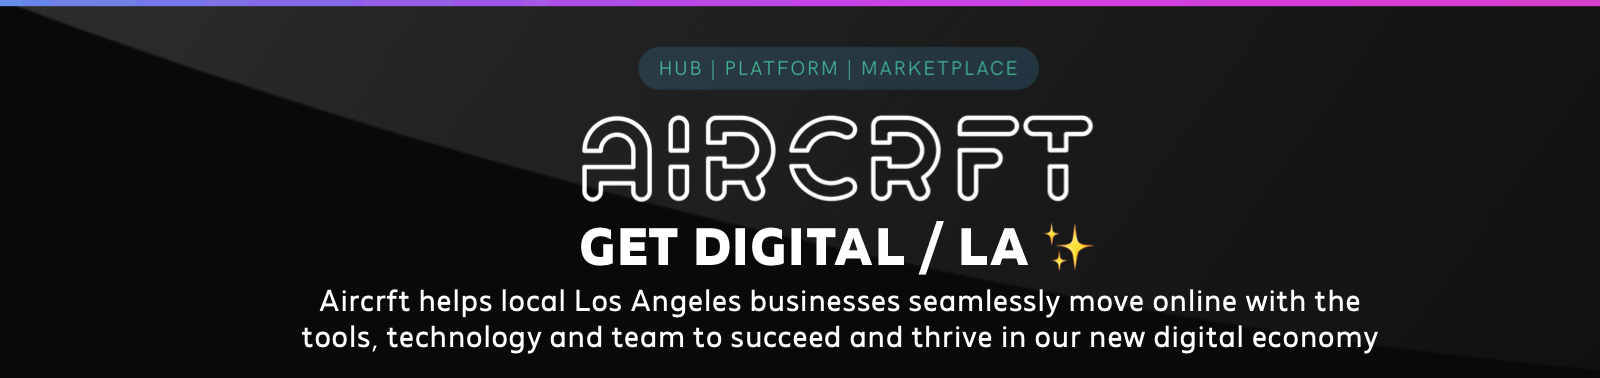 HUB | PLATFORM | MARKETPLACE
AIRCRFT
GET DIGITAL / LA ✨
Aircrft helps local Los Angeles businesses seamlessly move online with the
tools, technology and team to succeed and thrive in our new digital economy